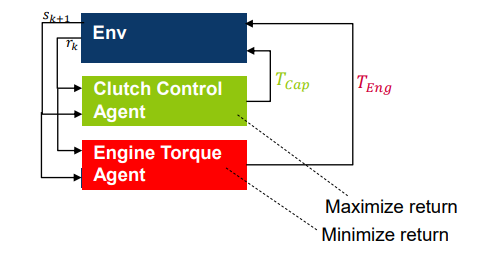 s_{k+1}
r_k
Env
Clutch Control
Agent
T_{Cap}
T_{Eng}
Engine Torque
Agent
Maximize return
Minimize return